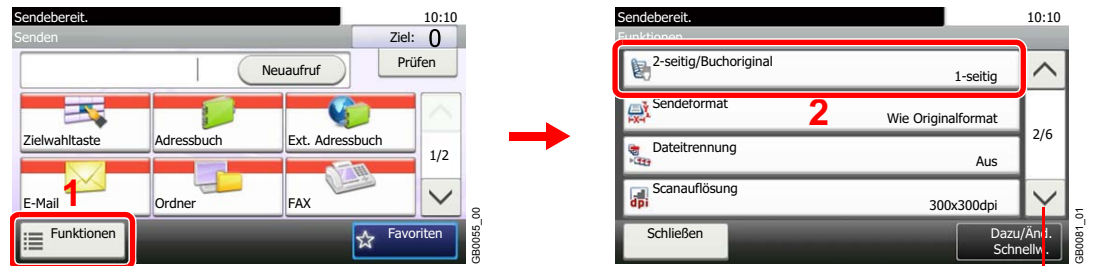 Sendebereit.
10:10
Senden
Ziel: 0
Neuaufruf
Prüfen
Zielwahltaste
Adressbuch
Ext. Adressbuch
1/2
E-Mail
Ordner
FAX
1
Funktionen
Favoriten
GB0055_00
Sendebereit.
10:10
Funktionen
2-seitig/Buchoriginal
1-seitig
Sendeformat
2
Wie Originalformat
2/6
Dateitrennung
Aus
Scanauflösung
dpi
300x300dpi
Schließen
Dazu/Änd.
Schnellw.
GB0081_01